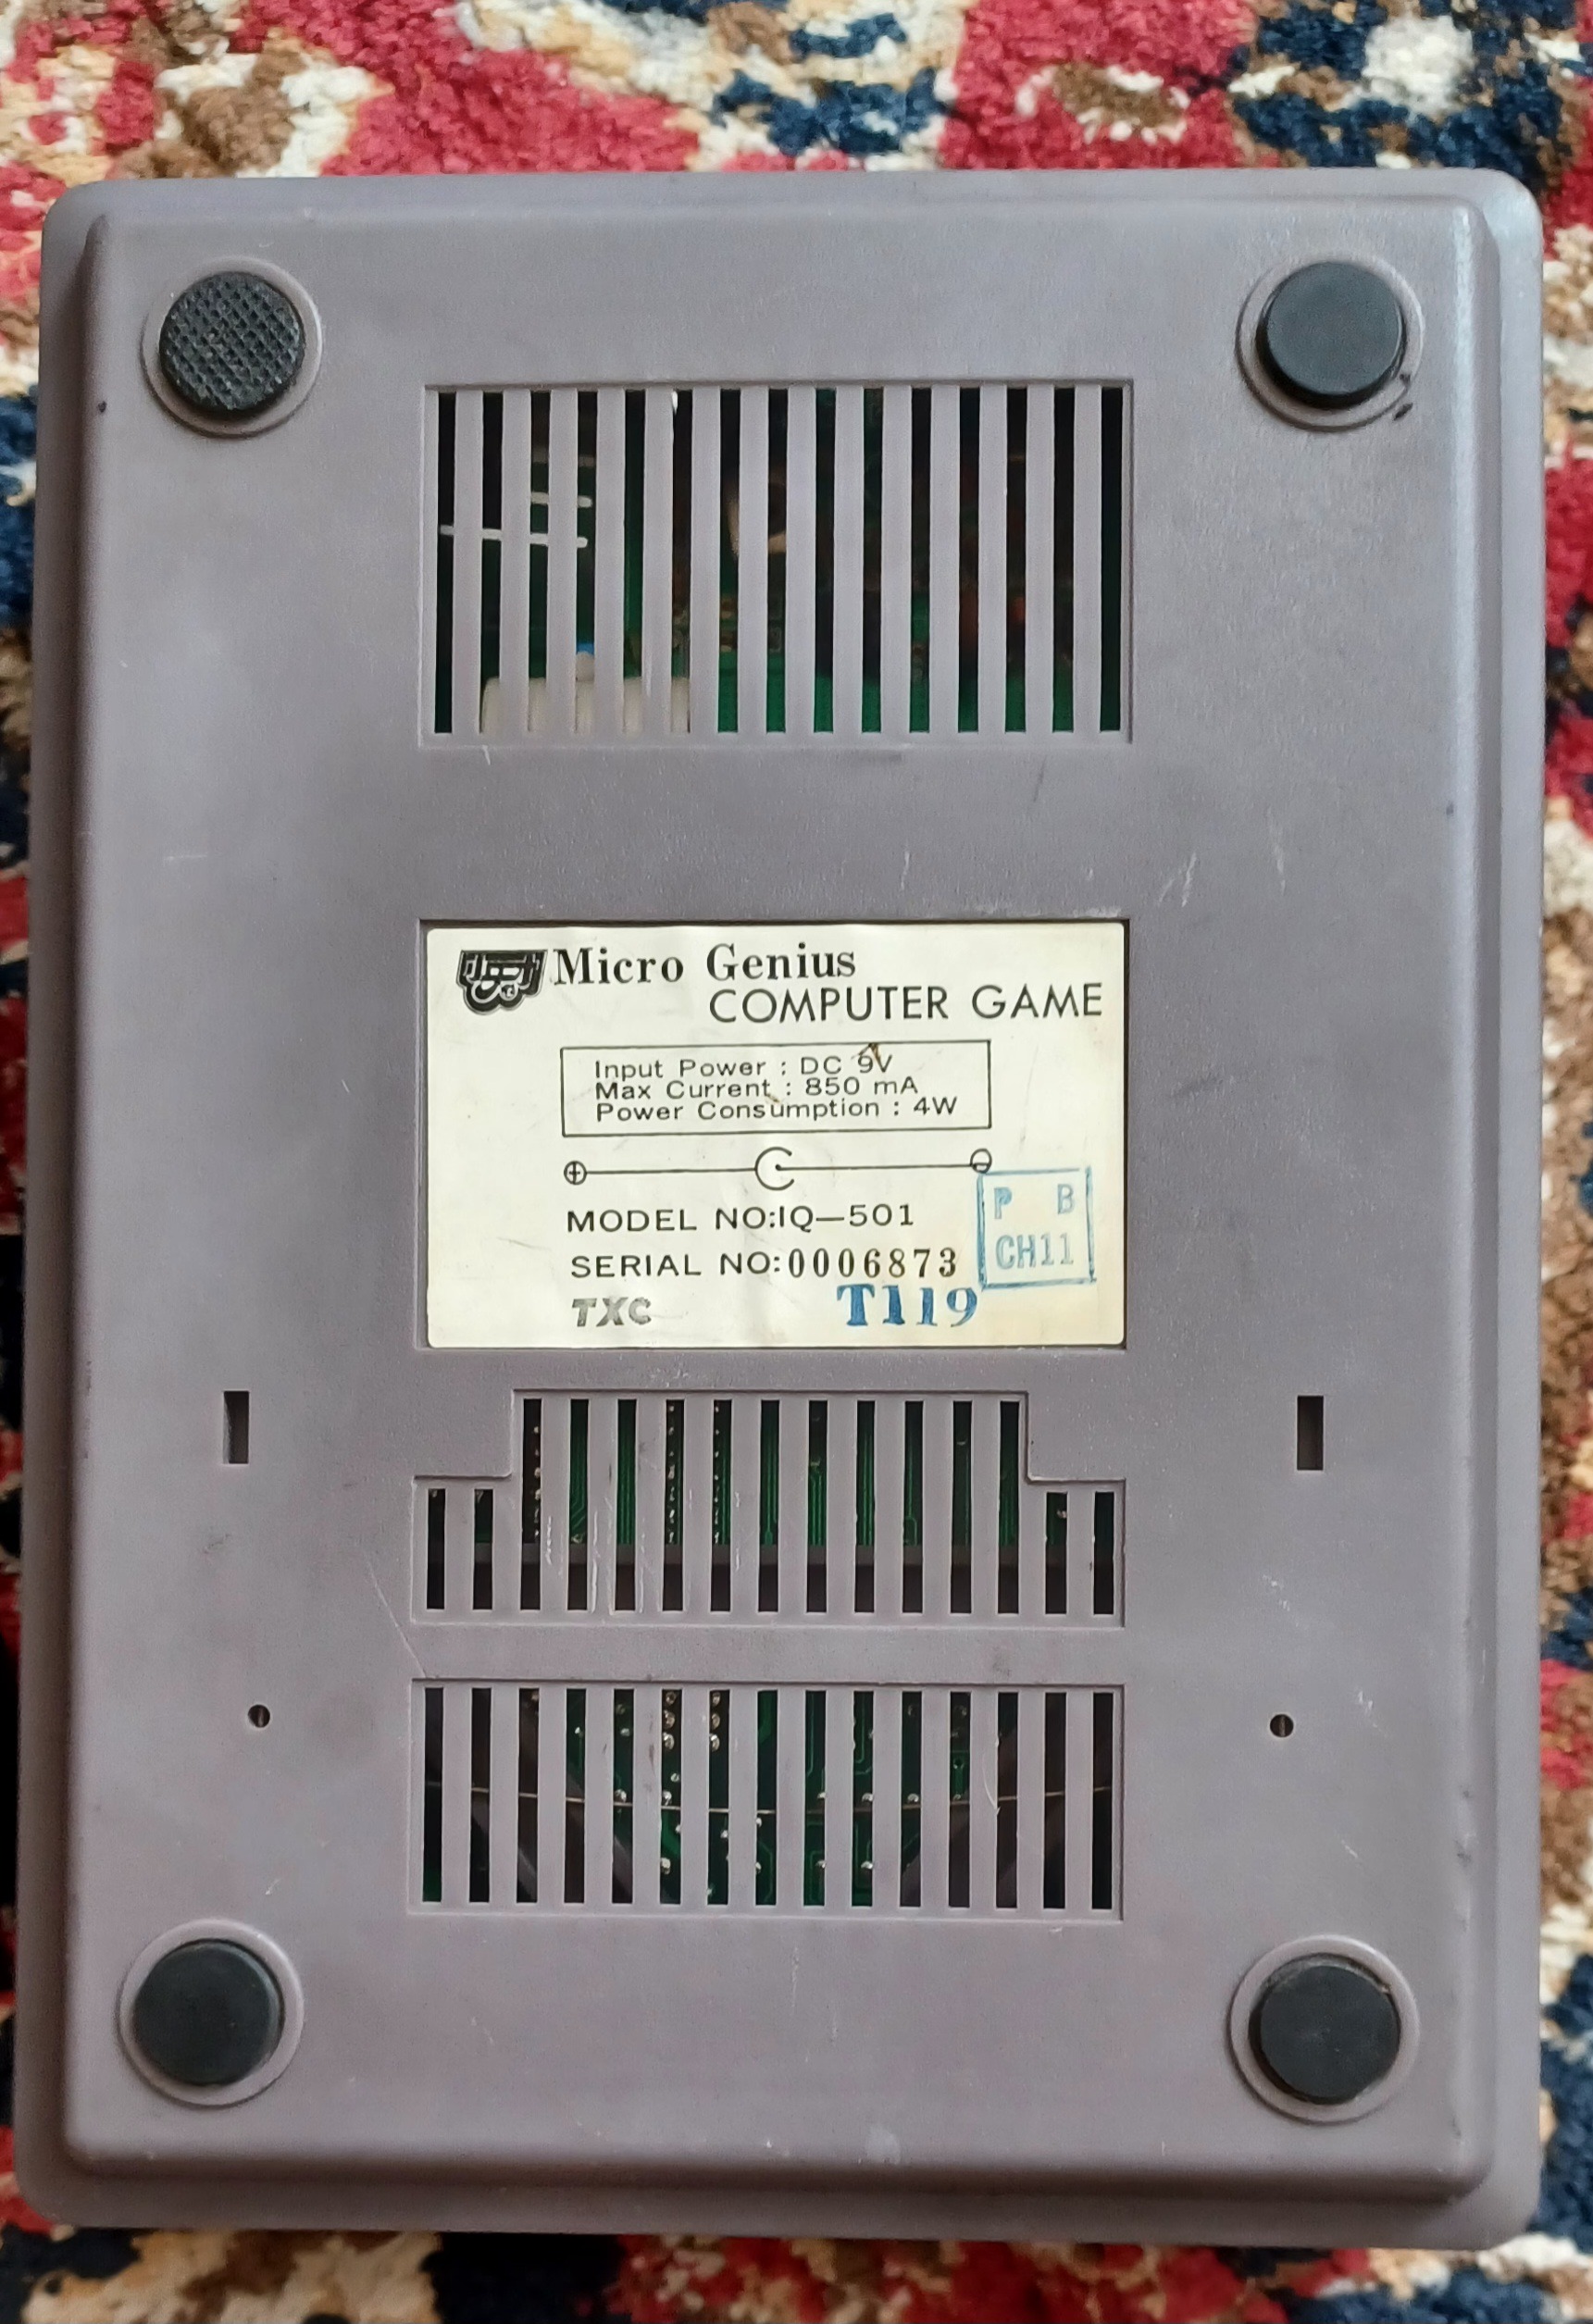 Micro Genius
COMPUTER GAME
Input Power : DC 9V
Max Current : 850 mA
Power Consumption : 4W
MODEL NO:IQ—501
P B
CH11
SERIAL NO:0006873
TXC T119